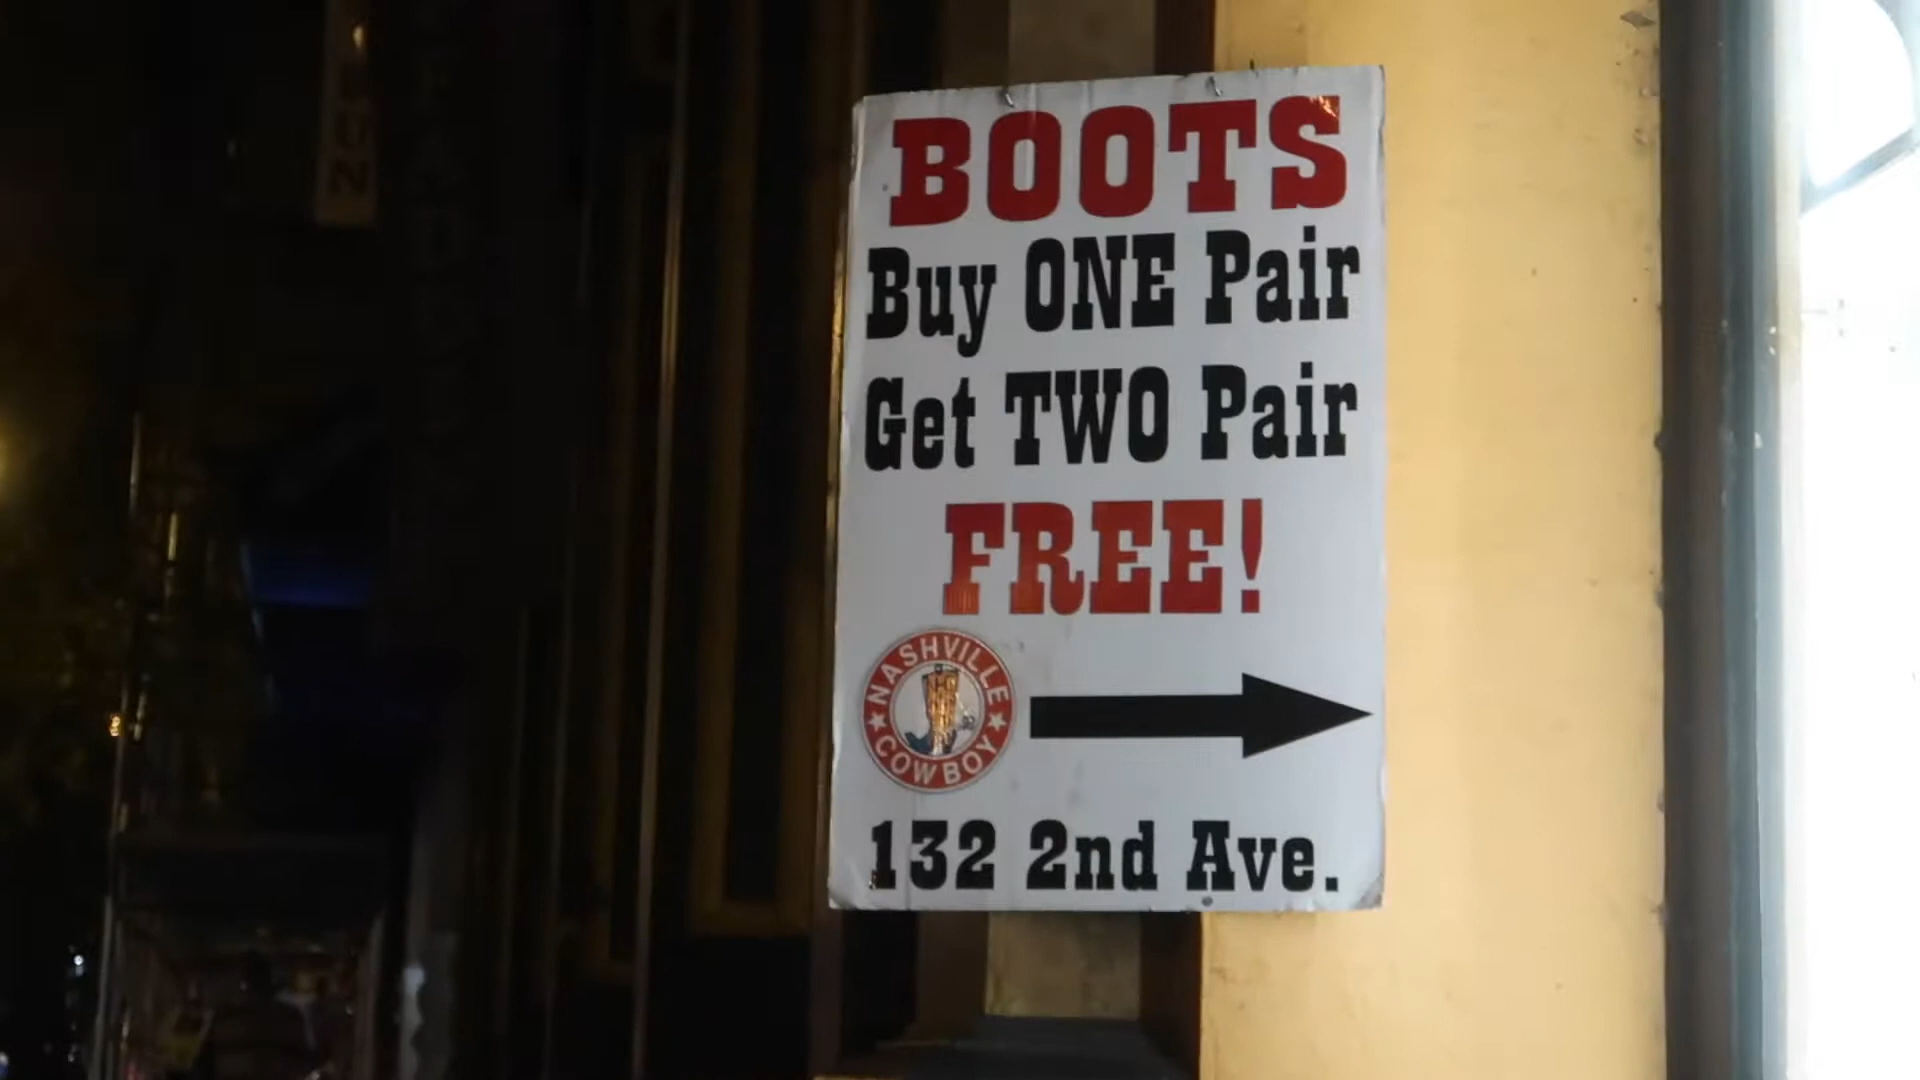 BOOTS
Buy ONE Pair
Get TWO Pair
FREE!
NASHVILLE
COWBOY
132 2nd Ave.